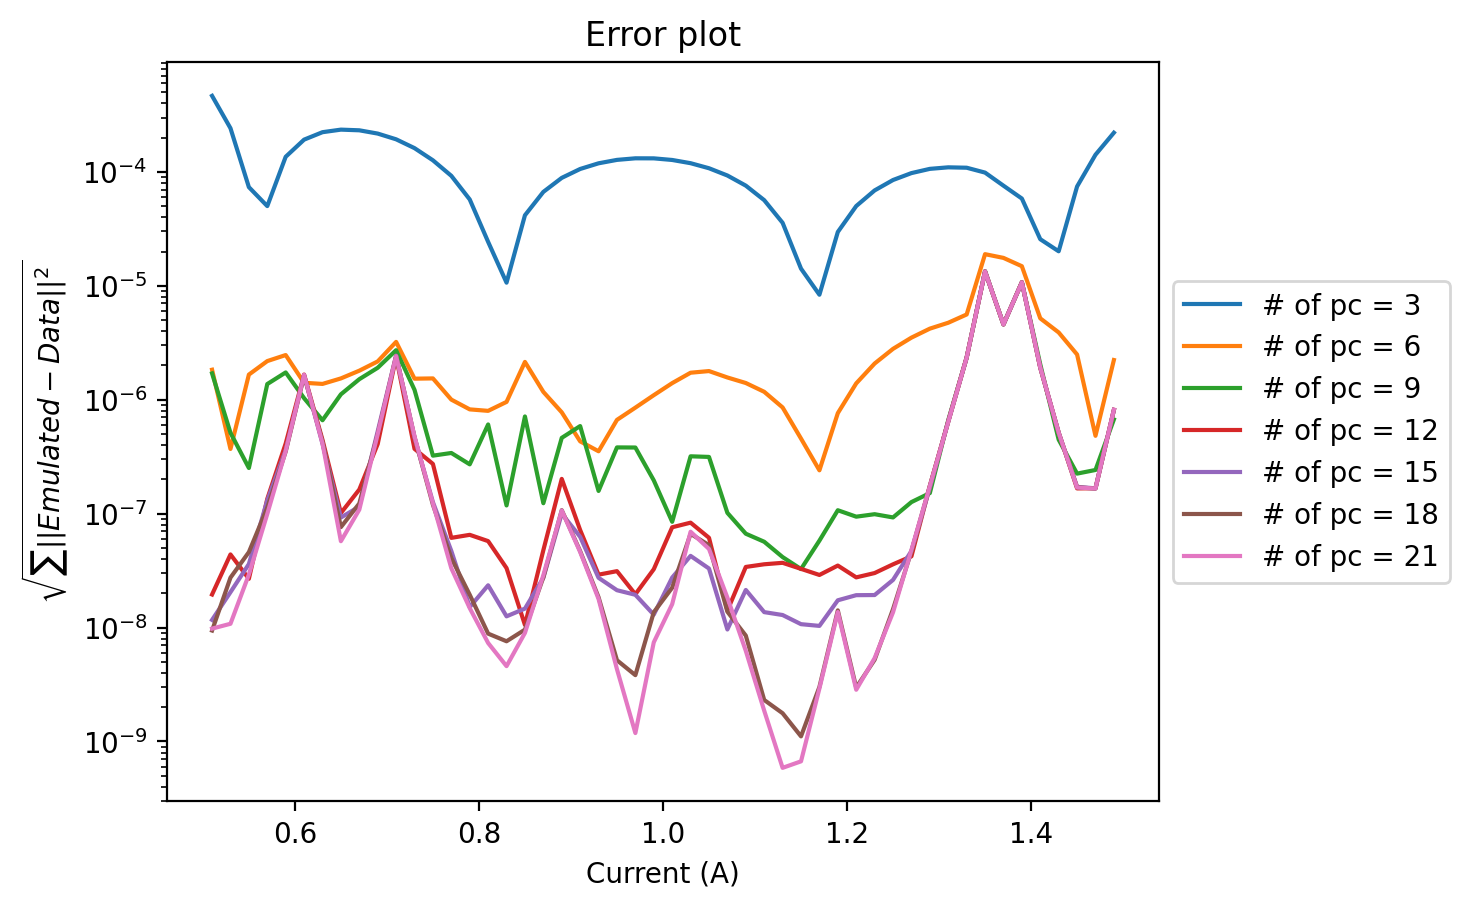 Error plot
10⁻⁴
10⁻⁵
10⁻⁶
10⁻⁷
10⁻⁸
10⁻⁹
√∑||Emulated − Data||²
0.6 0.8 1.0 1.2 1.4
Current (A)
# of pc = 3
# of pc = 6
# of pc = 9
# of pc = 12
# of pc = 15
# of pc = 18
# of pc = 21